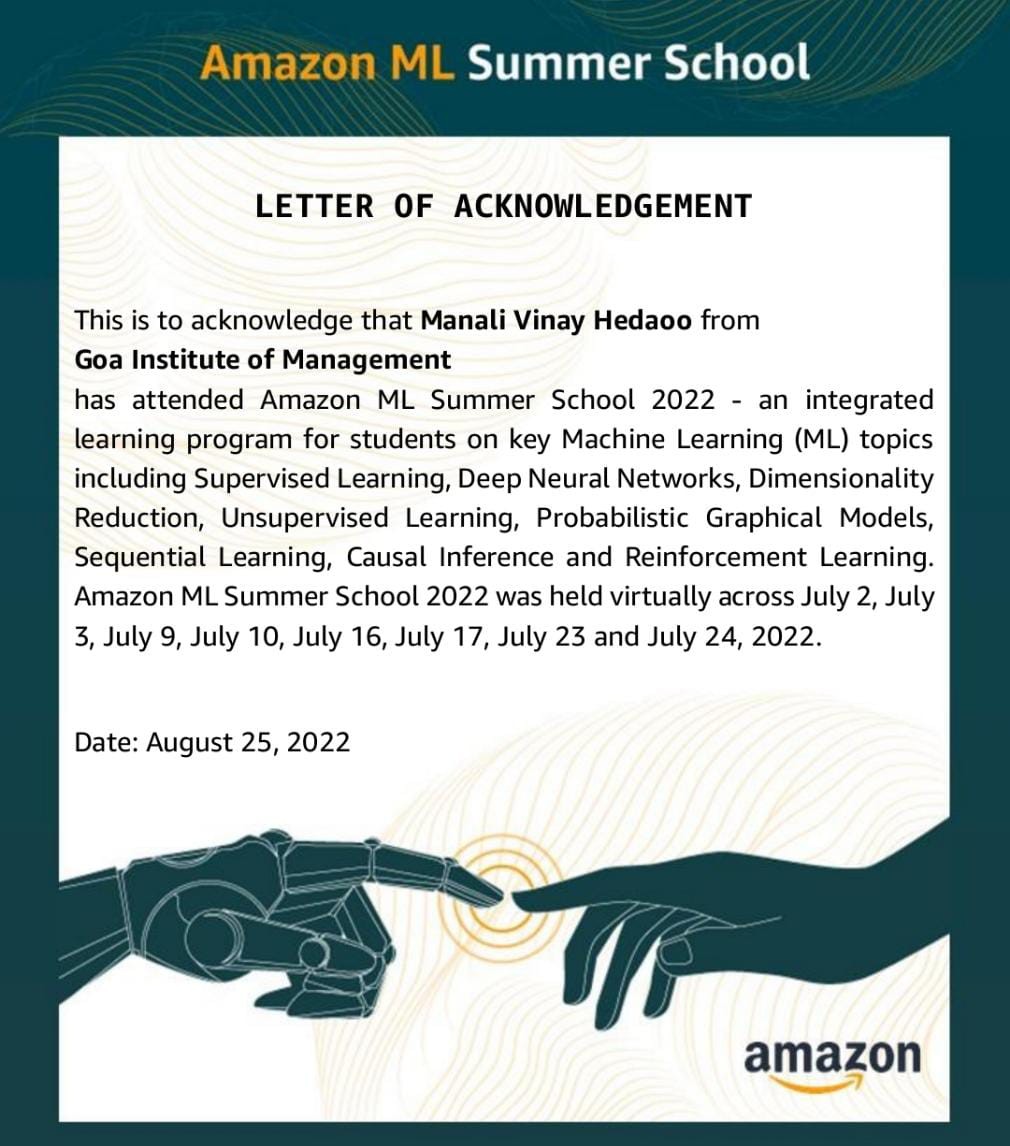 Amazon ML Summer School
LETTER OF ACKNOWLEDGEMENT
This is to acknowledge that Manali Vinay Hedaoo from
Goa Institute of Management
has attended Amazon ML Summer School 2022 - an integrated
learning program for students on key Machine Learning (ML) topics
including Supervised Learning, Deep Neural Networks, Dimensionality
Reduction, Unsupervised Learning, Probabilistic Graphical Models,
Sequential Learning, Causal Inference and Reinforcement Learning.
Amazon ML Summer School 2022 was held virtually across July 2, July
3, July 9, July 10, July 16, July 17, July 23 and July 24, 2022.
Date: August 25, 2022
amazon